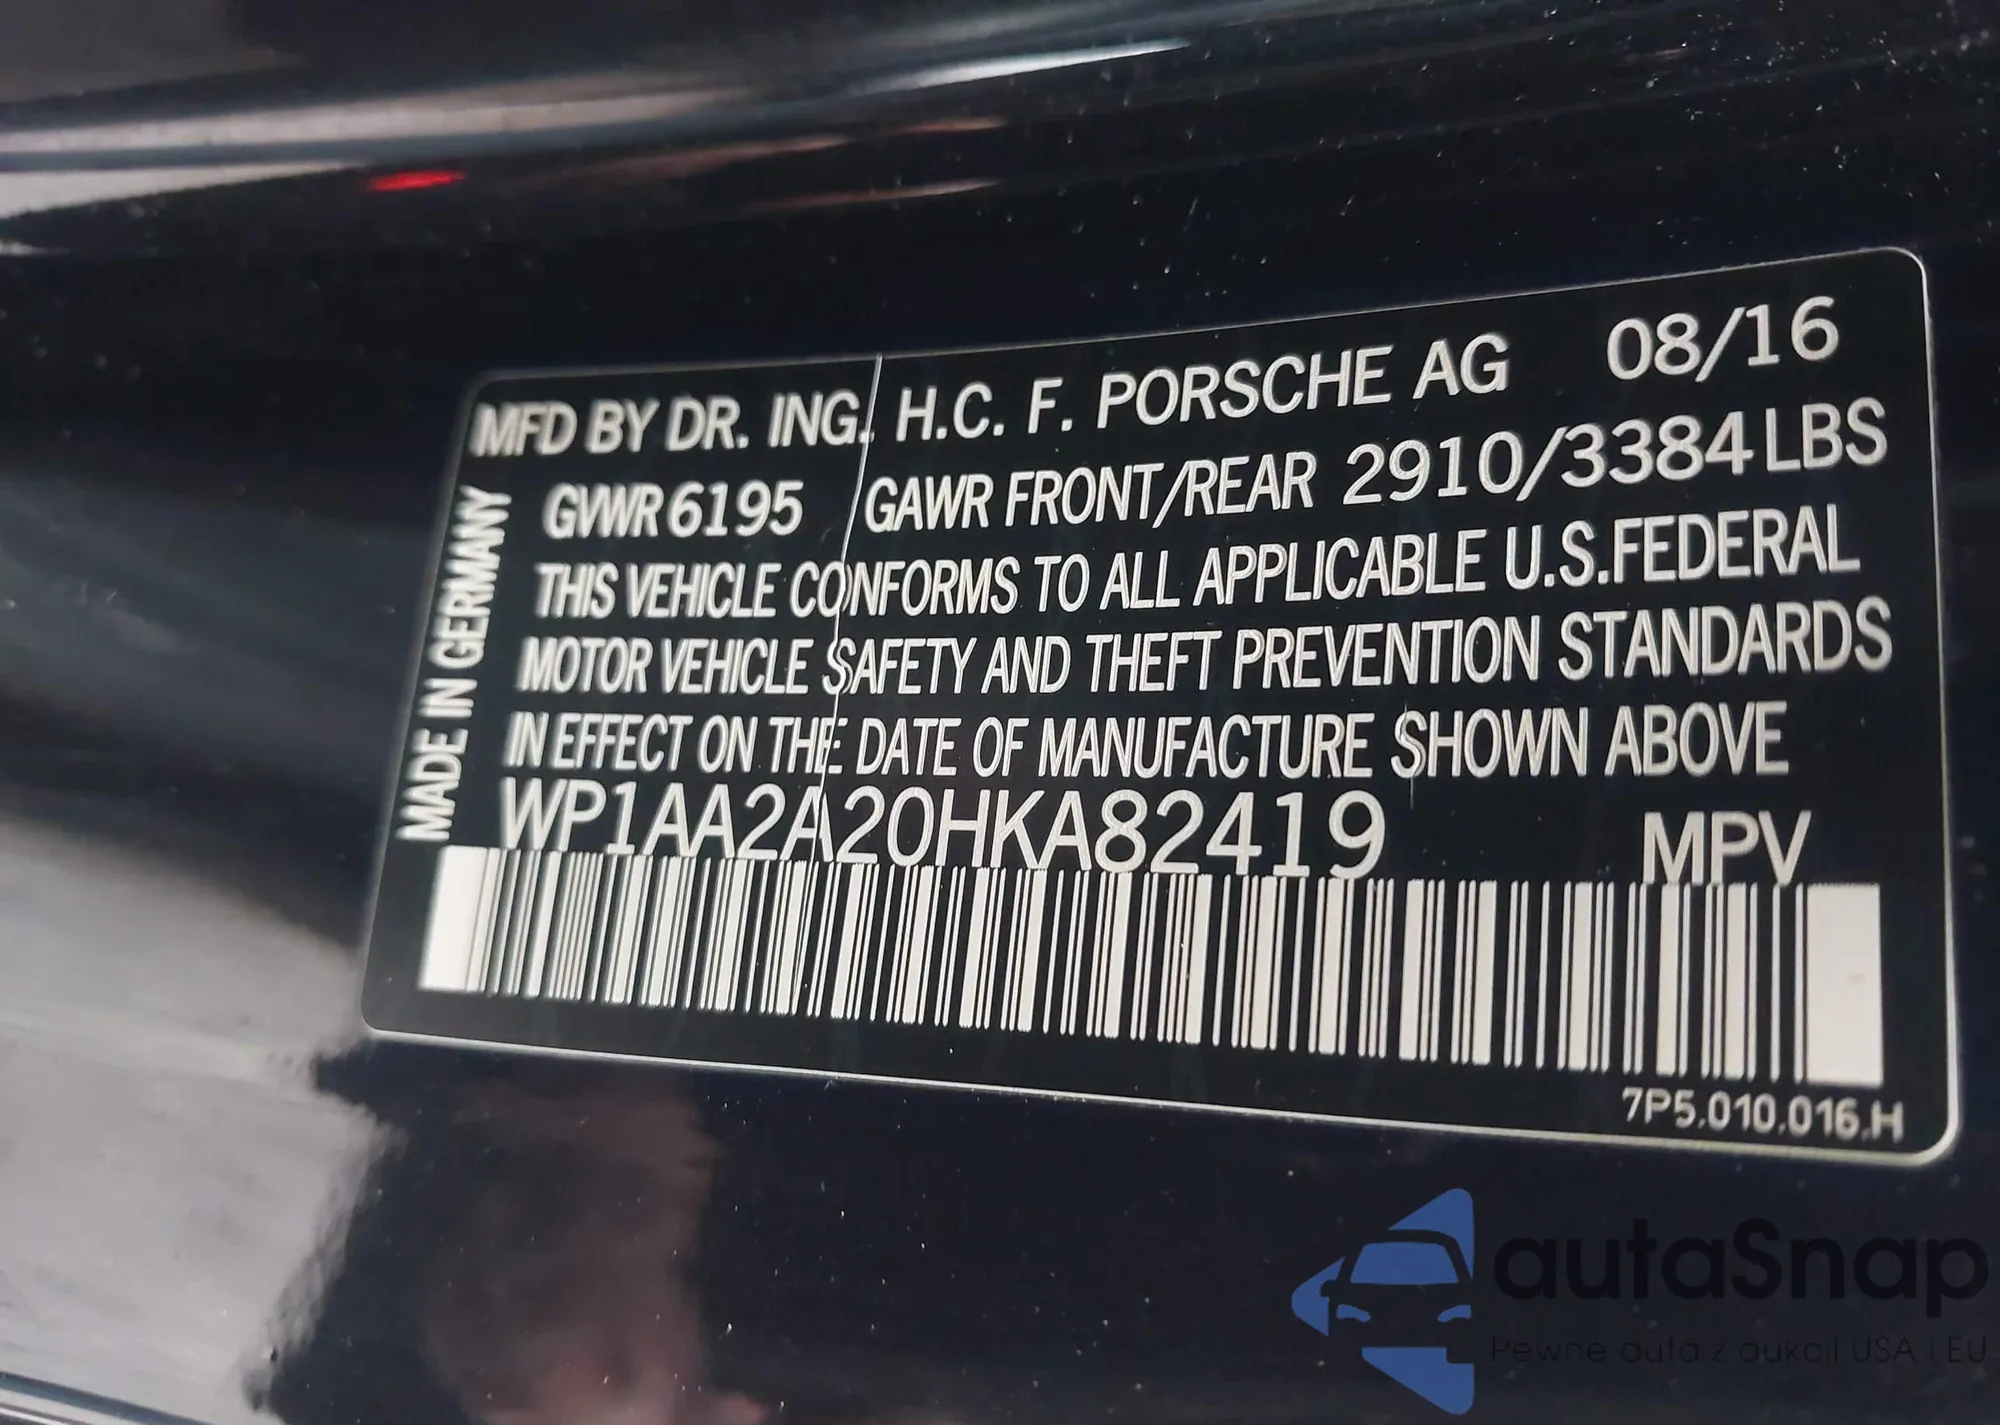 MFD BY DR. ING. H.C. F. PORSCHE AG 08/16
GVWR 6195 GAWR FRONT/REAR 2910/3384 LBS
THIS VEHICLE CONFORMS TO ALL APPLICABLE U.S.FEDERAL
MOTOR VEHICLE SAFETY AND THEFT PREVENTION STANDARDS
IN EFFECT ON THE DATE OF MANUFACTURE SHOWN ABOVE
WP1AA2A20HKA82419 MPV
MADE IN GERMANY
7P5.010.016.H
autaSnap
Pewne auta z aukcji USA i EU